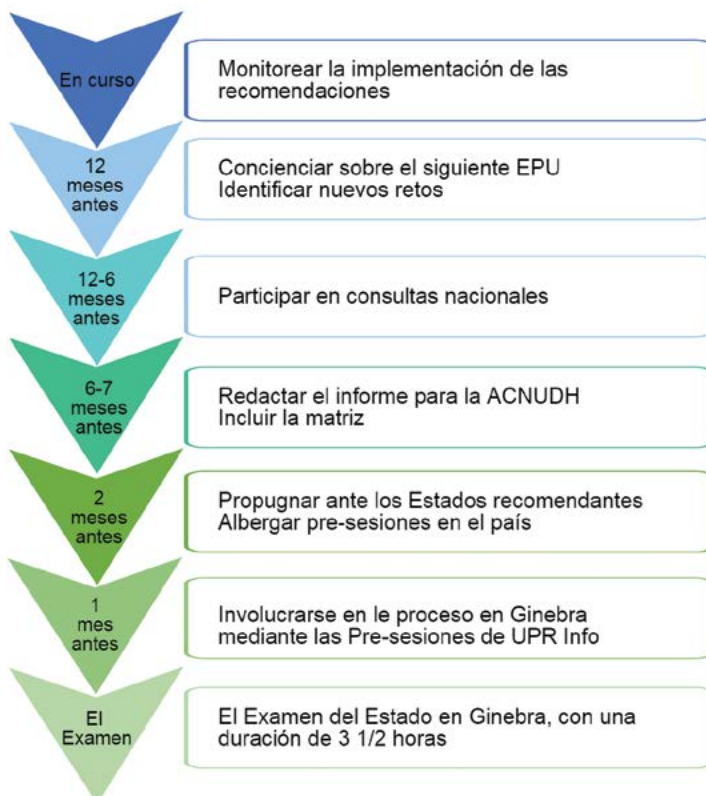 En curso
Monitorear la implementación de las
recomendaciones
12
meses
antes
Concienciar sobre el siguiente EPU
Identificar nuevos retos
12-6
meses
antes
Participar en consultas nacionales
6-7
meses
antes
Redactar el informe para la ACNUDH
Incluir la matriz
2
meses
antes
Propugnar ante los Estados recomendantes
Albergar pre-sesiones en el país
1
mes
antes
Involucrarse en le proceso en Ginebra
mediante las Pre-sesiones de UPR Info
El
Examen
El Examen del Estado en Ginebra, con una
duración de 3 1/2 horas